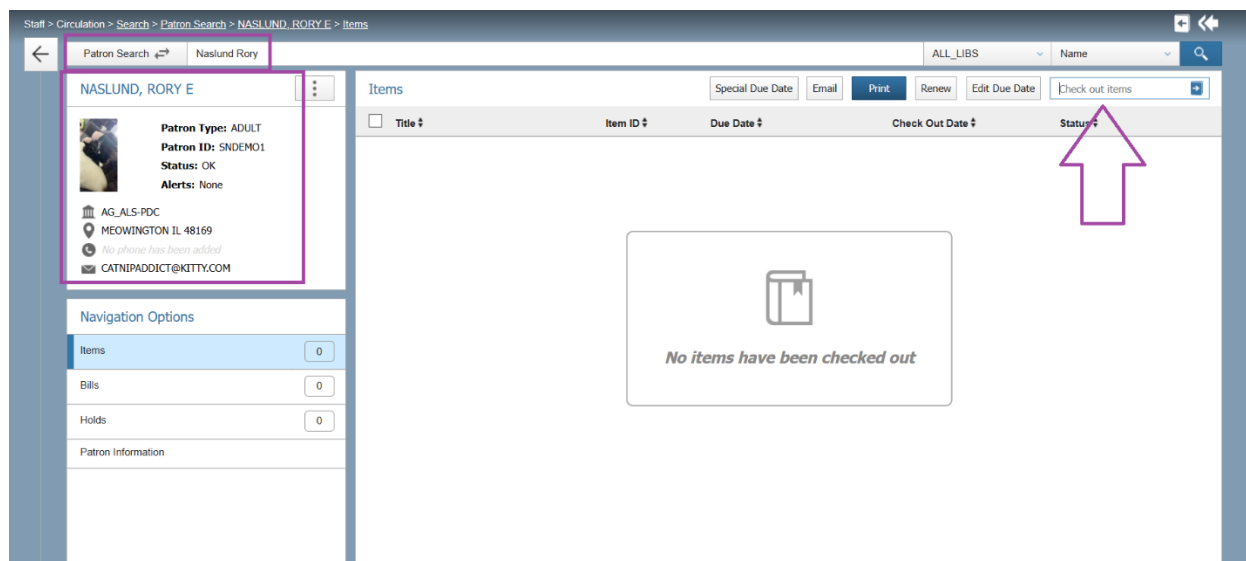 Staff > Circulation > Search > Patron Search > NASLUND, RORY E > Items
Patron Search Naslund Rory ALL_LIBS Name
NASLUND, RORY E
Patron Type: ADULT
Patron ID: SNDEMO1
Status: OK
Alerts: None
AG_ALS-PDC
MEOWINGTON IL 48169
No phone has been added
CATNIPADDICT@KITTY.COM
Navigation Options
Items 0
Bills 0
Holds 0
Patron Information
Items Special Due Date Email Print Renew Edit Due Date Check out items
Title Item ID Due Date Check Out Date Status
No items have been checked out